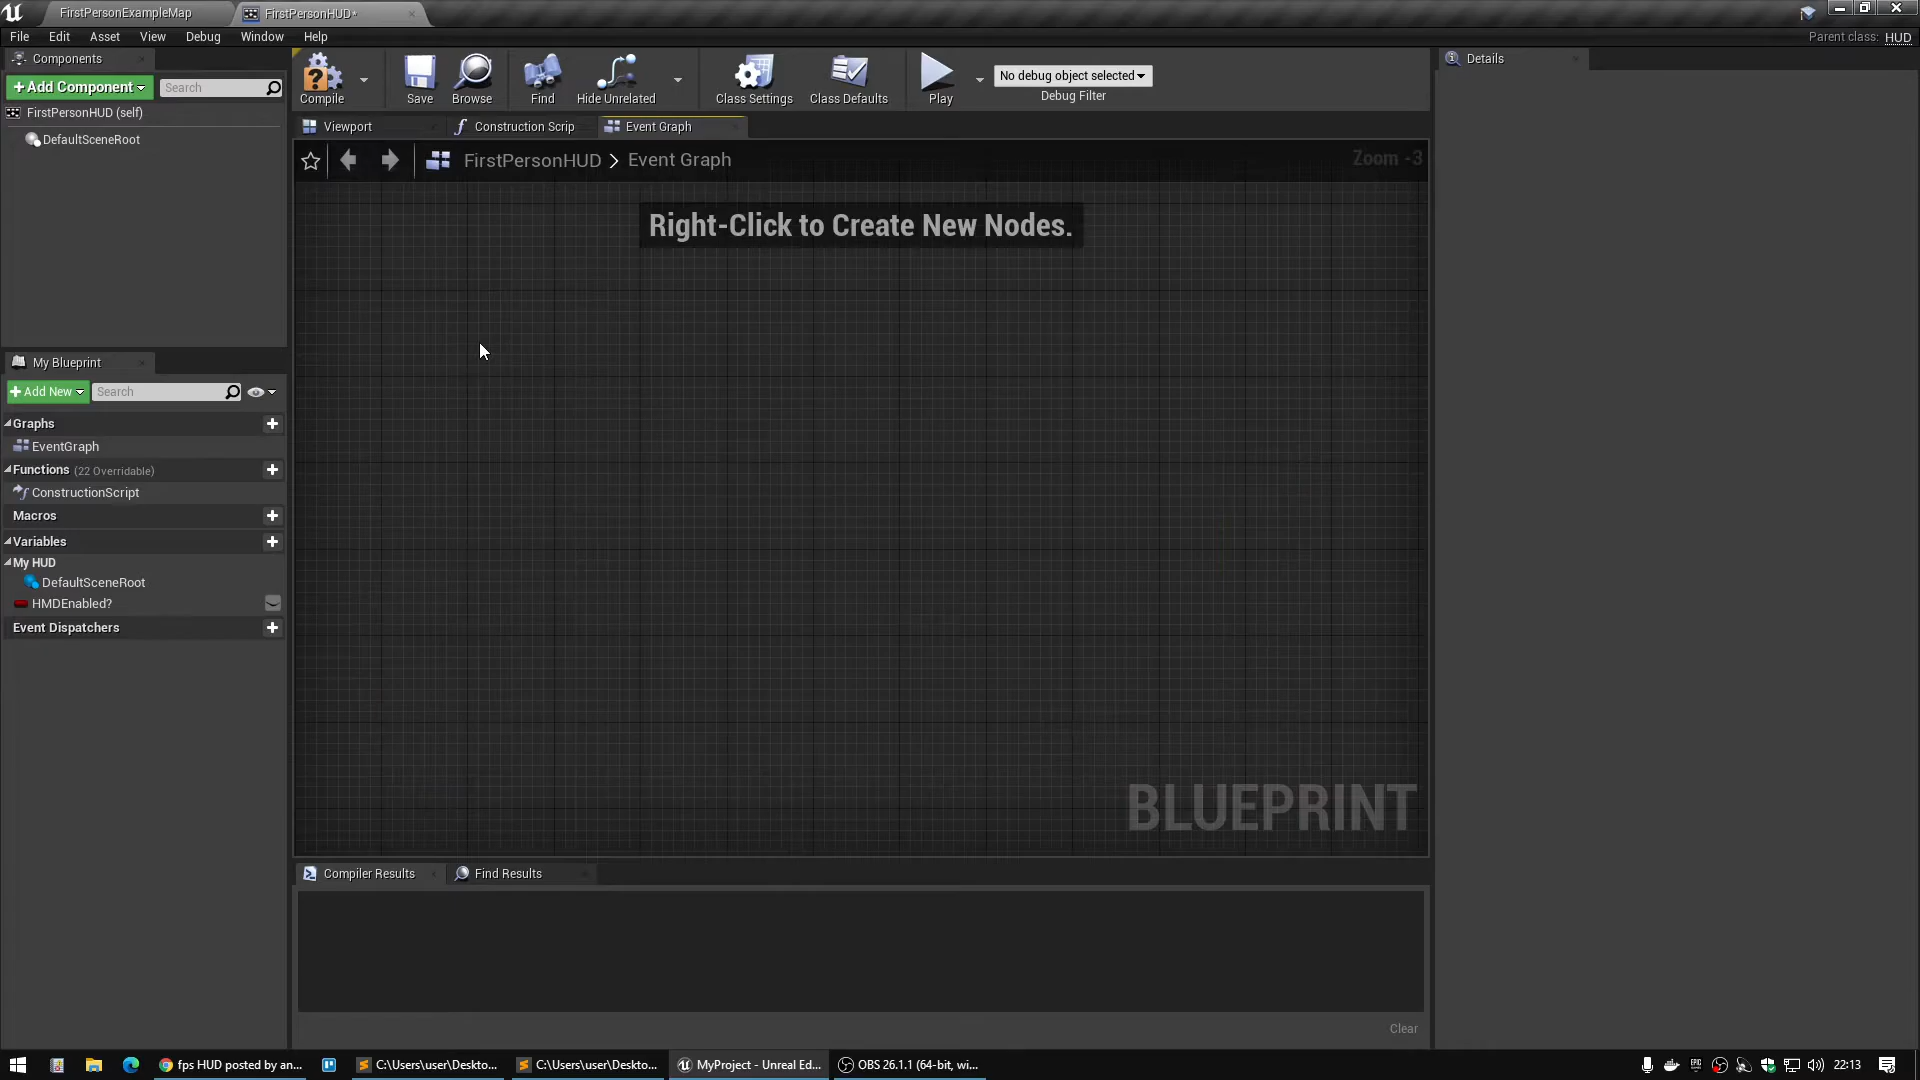 FirstPersonExampleMap
FirstPersonHUD*
File Edit Asset View Debug Window Help
Parent class: HUD
Components
+Add Component
Search
FirstPersonHUD (self)
DefaultSceneRoot
Compile
Save
Browse
Find
Hide Unrelated
Class Settings
Class Defaults
Play
No debug object selected
Debug Filter
Details
Viewport
Construction Scrip
Event Graph
FirstPersonHUD > Event Graph
Zoom -3
Right-Click to Create New Nodes.
BLUEPRINT
My Blueprint
+Add New
Search
Graphs
EventGraph
Functions (22 Overridable)
ConstructionScript
Macros
Variables
My HUD
DefaultSceneRoot
HMDEnabled?
Event Dispatchers
Compiler Results
Find Results
Clear
fps HUD posted by an...
C:\Users\user\Deskto...
C:\Users\user\Deskto...
MyProject - Unreal Ed...
OBS 26.1.1 (64-bit, wi...
22:13